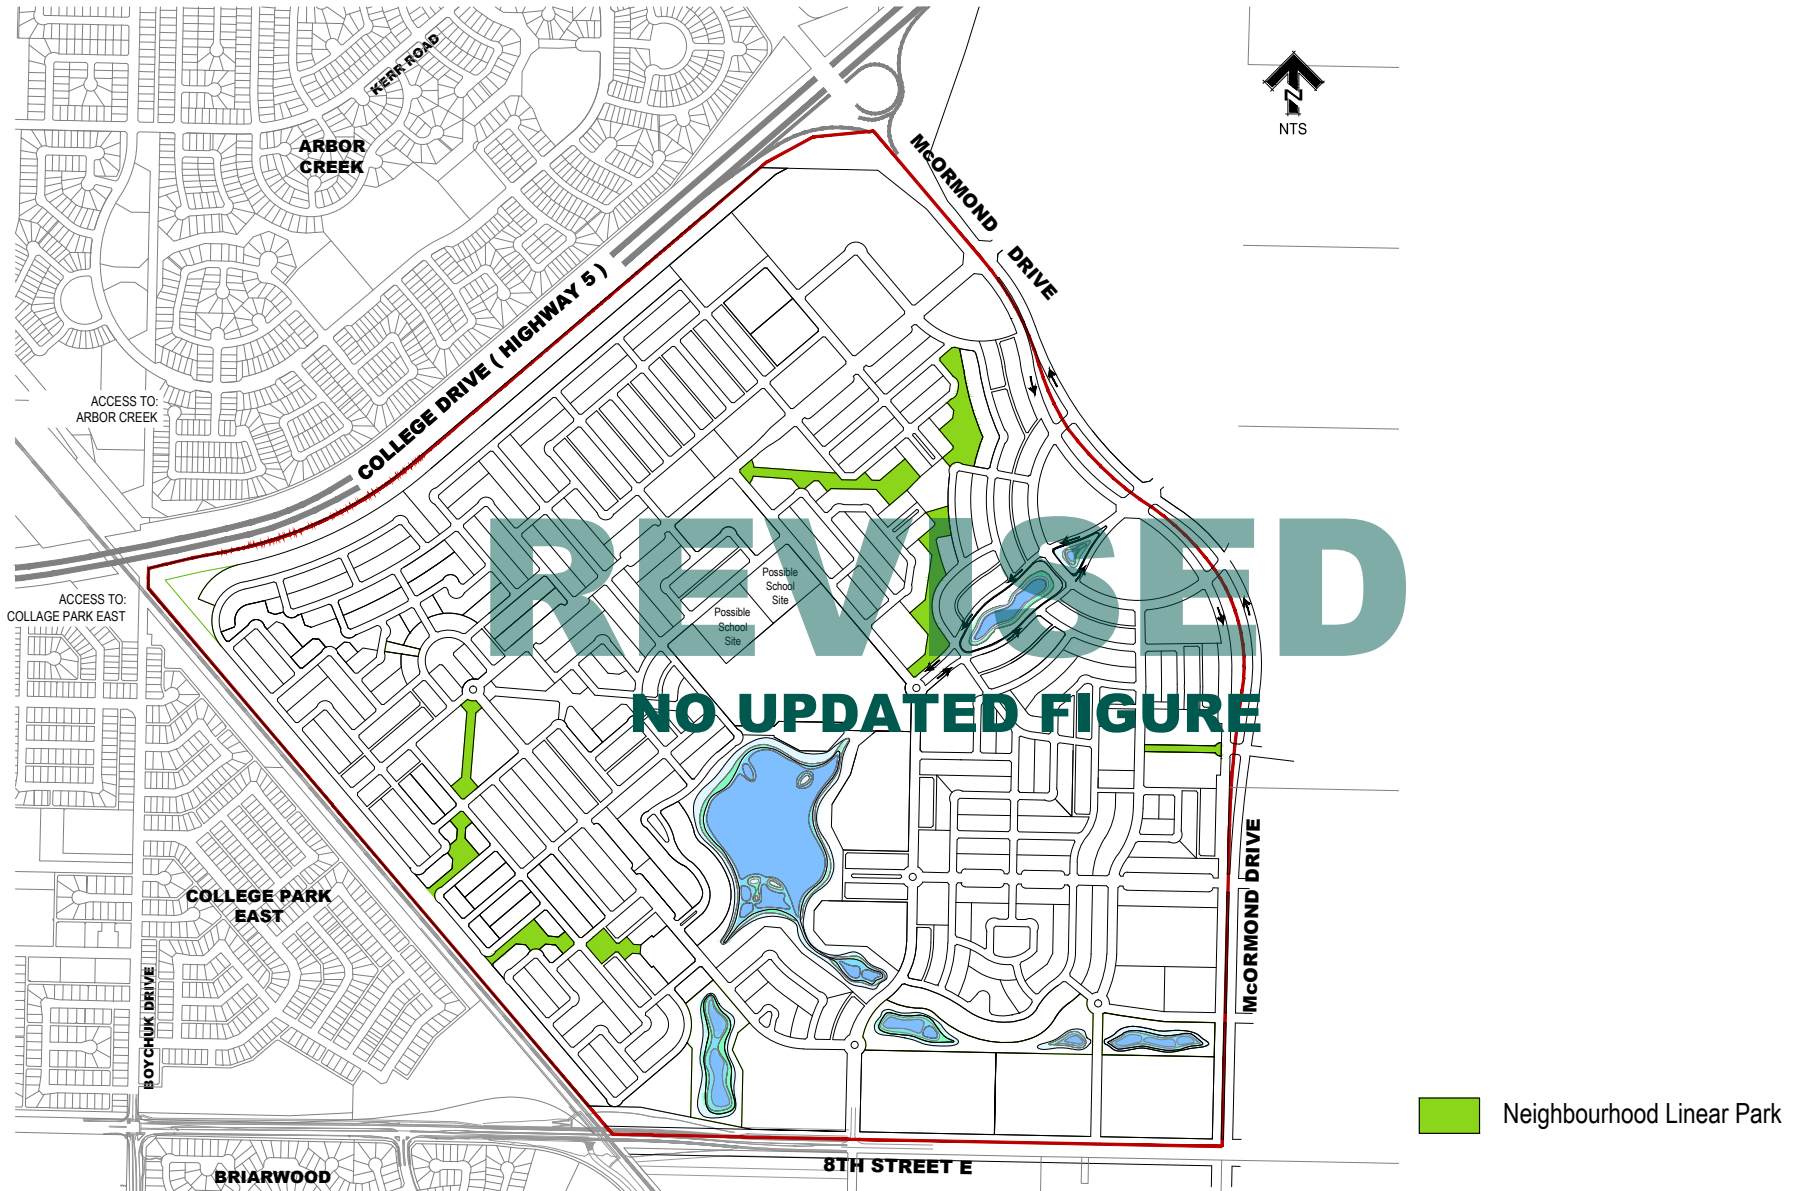 KERR ROAD
ARBOR
CREEK
McORMOND DRIVE
N
NTS
COLLEGE DRIVE ( HIGHWAY 5 )
ACCESS TO:
ARBOR CREEK
ACCESS TO:
COLLAGE PARK EAST
Possible
School
Site
Possible
School
Site
REVISED
NO UPDATED FIGURE
COLLEGE PARK
EAST
BOYCHUK DRIVE
McORMOND DRIVE
Neighbourhood Linear Park
8TH STREET E
BRIARWOOD